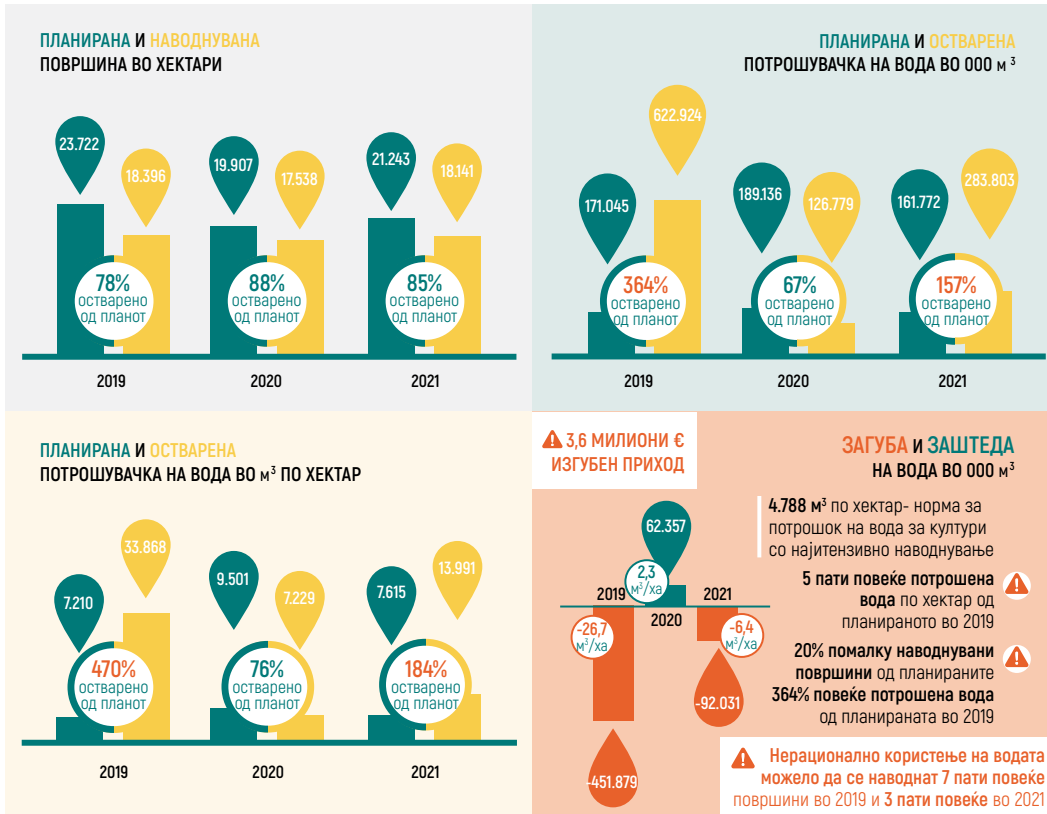 ПЛАНИРАНА И НАВОДНУВАНА
ПОВРШИНА ВО ХЕКТАРИ
23.722
18.396
19.907
17.538
21.243
18.141
78%
остварено
од планот
88%
остварено
од планот
85%
остварено
од планот
2019
2020
2021
ПЛАНИРАНА И ОСТВАРЕНА
ПОТРОШУВАЧКА НА ВОДА ВО 000 м³
171.045
622.924
189.136
126.779
161.772
283.803
364%
остварено
од планот
67%
остварено
од планот
157%
остварено
од планот
2019
2020
2021
ПЛАНИРАНА И ОСТВАРЕНА
ПОТРОШУВАЧКА НА ВОДА ВО м³ ПО ХЕКТАР
7.210
33.868
9.501
7.229
7.615
13.991
470%
остварено
од планот
76%
остварено
од планот
184%
остварено
од планот
2019
2020
2021
3,6 МИЛИОНИ €
ИЗГУБЕН ПРИХОД
ЗАГУБА И ЗАШТЕДА
НА ВОДА ВО 000 м³
62.357
2,3
м³/ха
2019
2020
2021
-26,7
м³/ха
-6,4
м³/ха
-92.031
-451.879
4.788 м³ по хектар- норма за
потрошок на вода за култури
со најитензивно наводнување
5 пати повеќе потрошена
вода по хектар од
планираното во 2019
20% помалку наводнувани
површини од планираните
364% повеќе потрошена вода
од планираната во 2019
Нерационално користење на водата
можело да се наводнат 7 пати повеќе
површини во 2019 и 3 пати повеќе во 2021